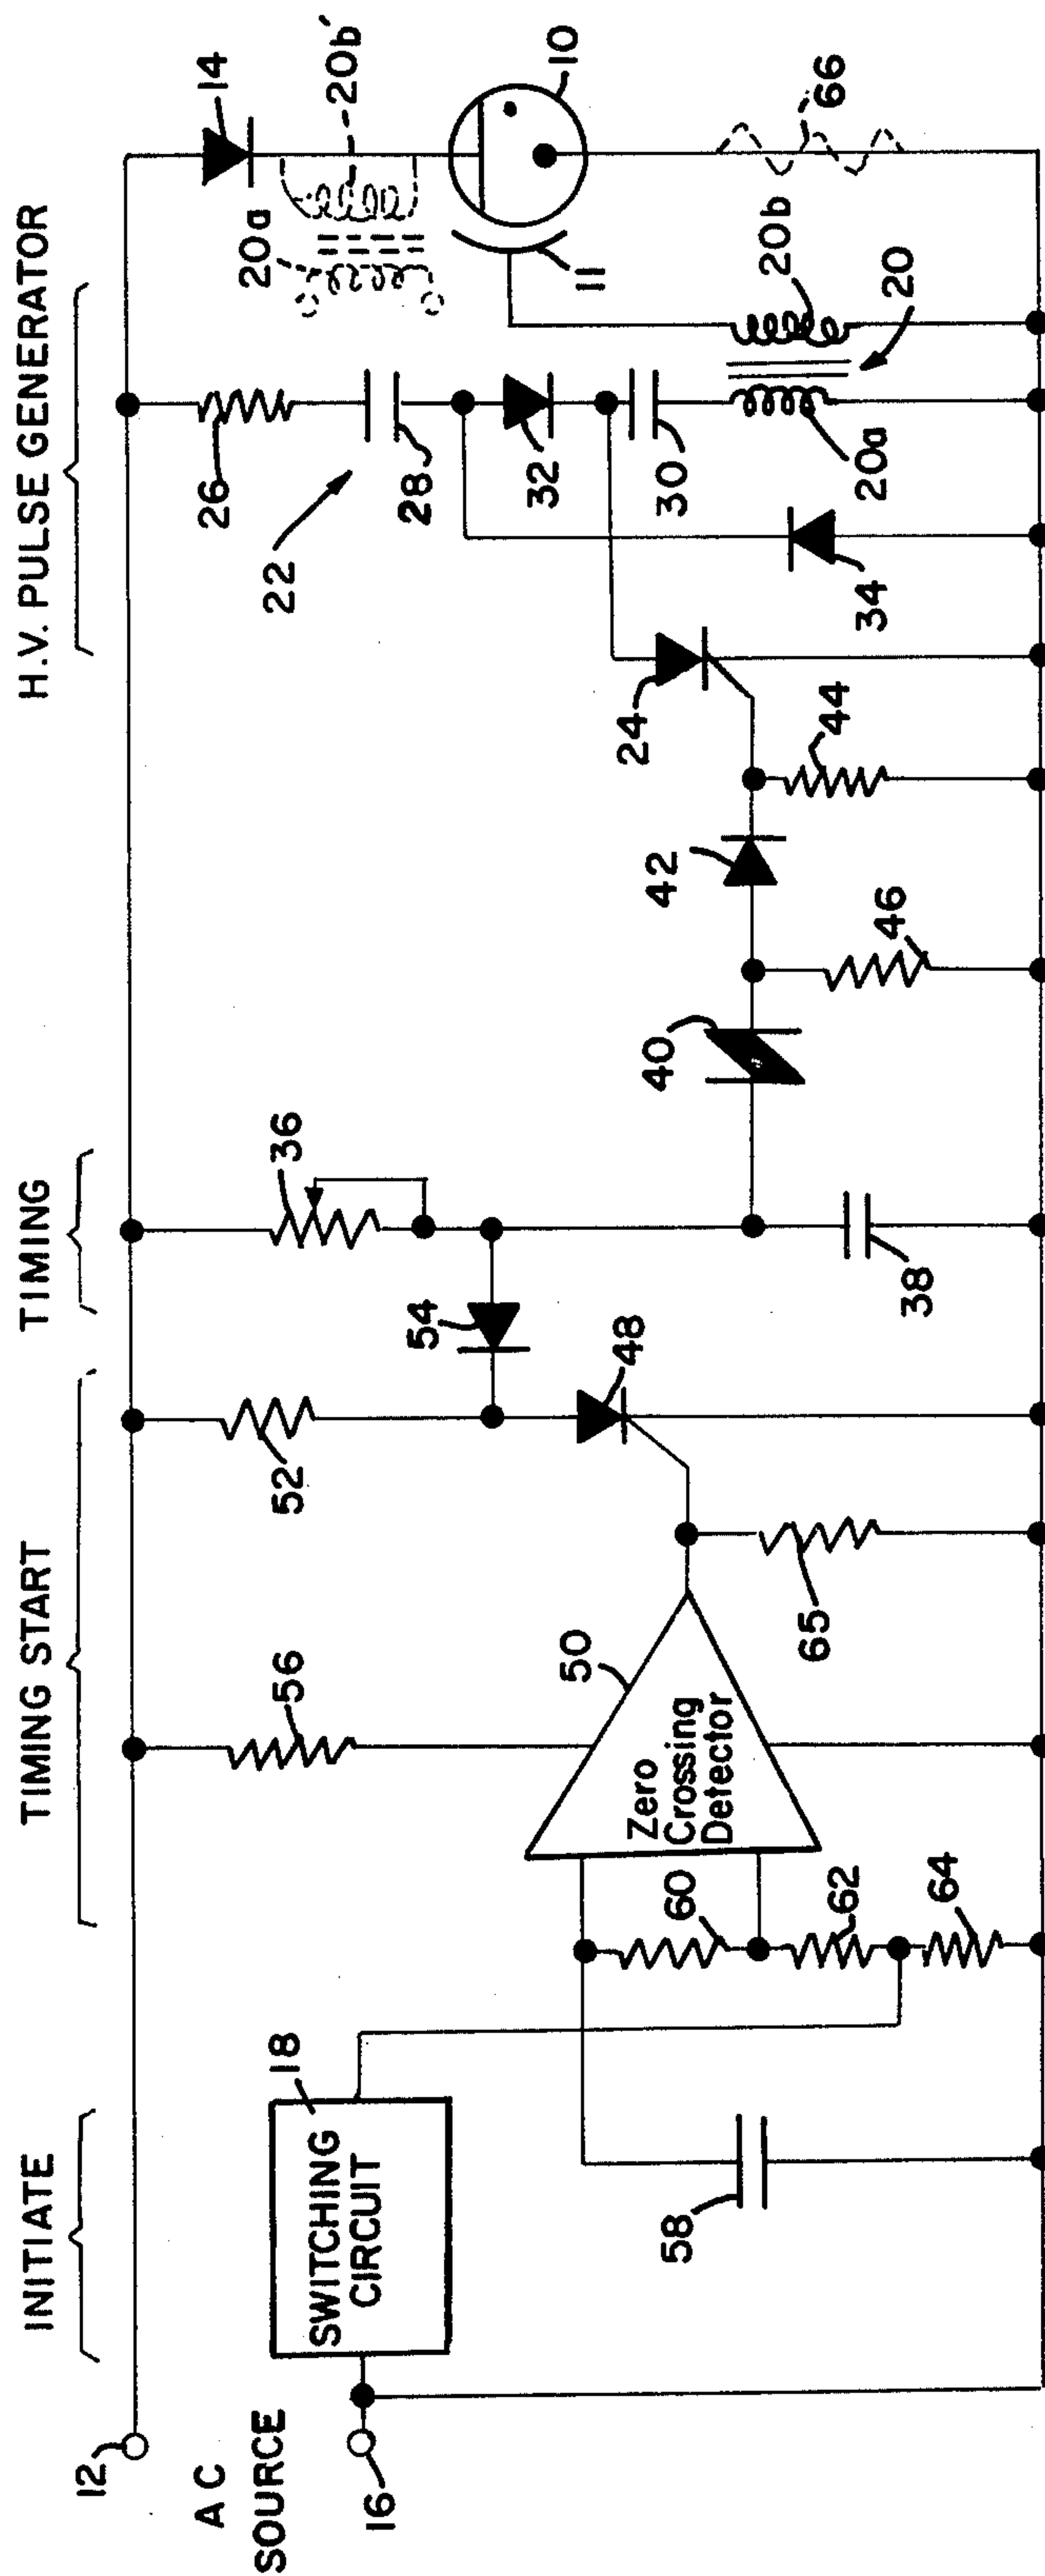 INITIATE
TIMING START
TIMING
H.V. PULSE GENERATOR
12
AC
SOURCE
16
SWITCHING
CIRCUIT
18
58
60
62
64
Zero
Crossing
Detector
50
56
65
52
48
54
36
38
40
46
42
44
24
34
22
26
28
32
30
20a
20b
20
11
10
14
20a
20b'
66